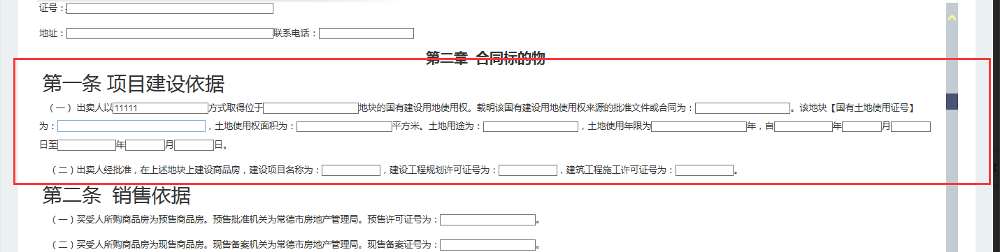 证号：
地址：联系电话：
第二章 合同标的物
第一条 项目建设依据
（一） 出卖人以11111方式取得位于地块的国有建设用地使用权。载明该国有建设用地使用权来源的批准文件或合同为：。该地块【国有土地使用证号】
为：，土地使用权面积为：平方米。土地用途为：，土地使用年限为年，自年月
日至年月日。
（二）出卖人经批准，在上述地块上建设商品房，建设项目名称为：，建设工程规划许可证号为：，建筑工程施工许可证号为：。
第二条 销售依据
（一）买受人所购商品房为预售商品房。预售批准机关为常德市房地产管理局。预售许可证号为：。
（二）买受人所购商品房为现售商品房。现售备案机关为常德市房地产管理局。现售备案证号为：。